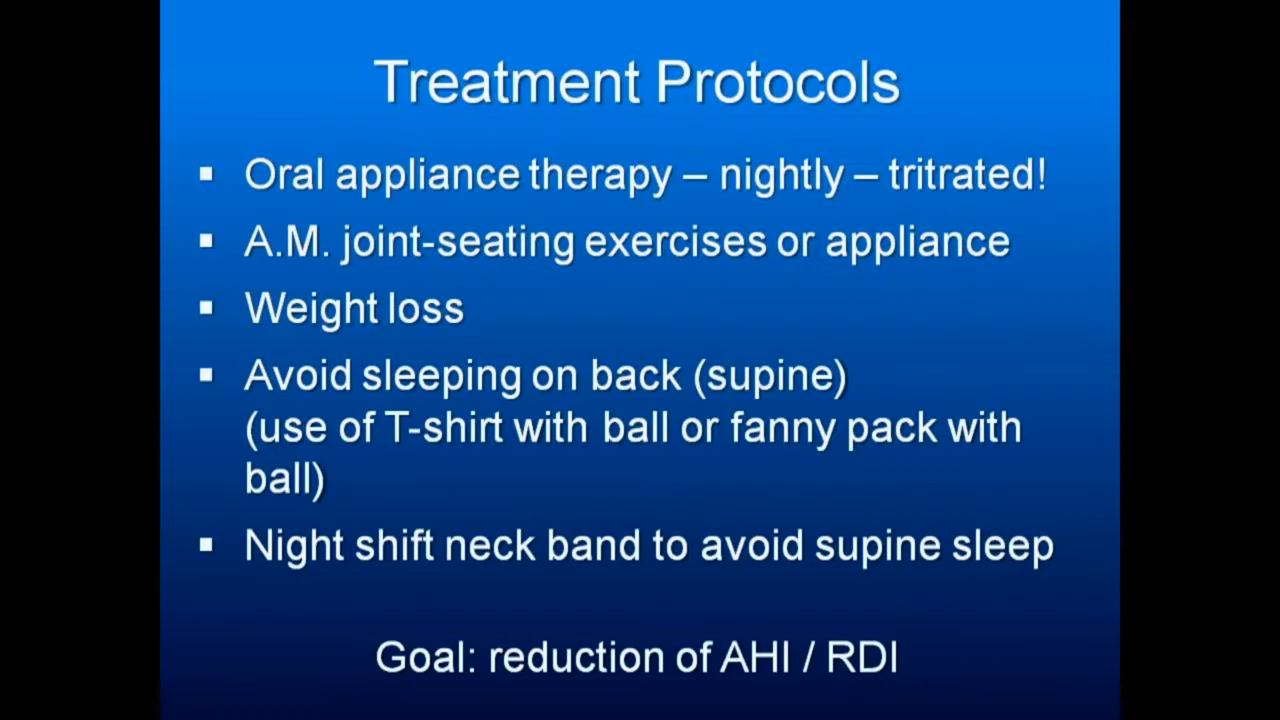 Treatment Protocols
▪ Oral appliance therapy – nightly – tritrated!
▪ A.M. joint-seating exercises or appliance
▪ Weight loss
▪ Avoid sleeping on back (supine)
(use of T-shirt with ball or fanny pack with
ball)
▪ Night shift neck band to avoid supine sleep
Goal: reduction of AHI / RDI